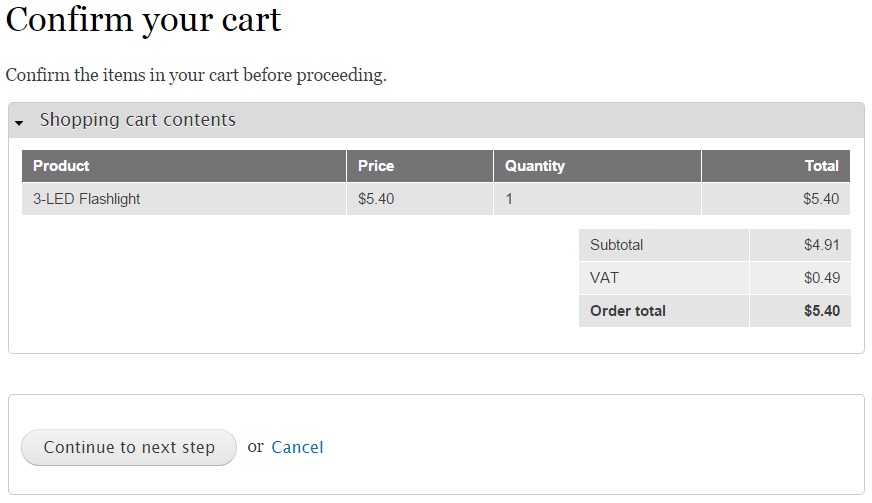 Confirm your cart
Confirm the items in your cart before proceeding.
Shopping cart contents
Product Price Quantity Total
3-LED Flashlight $5.40 1 $5.40
Subtotal $4.91
VAT $0.49
Order total $5.40
Continue to next step or Cancel